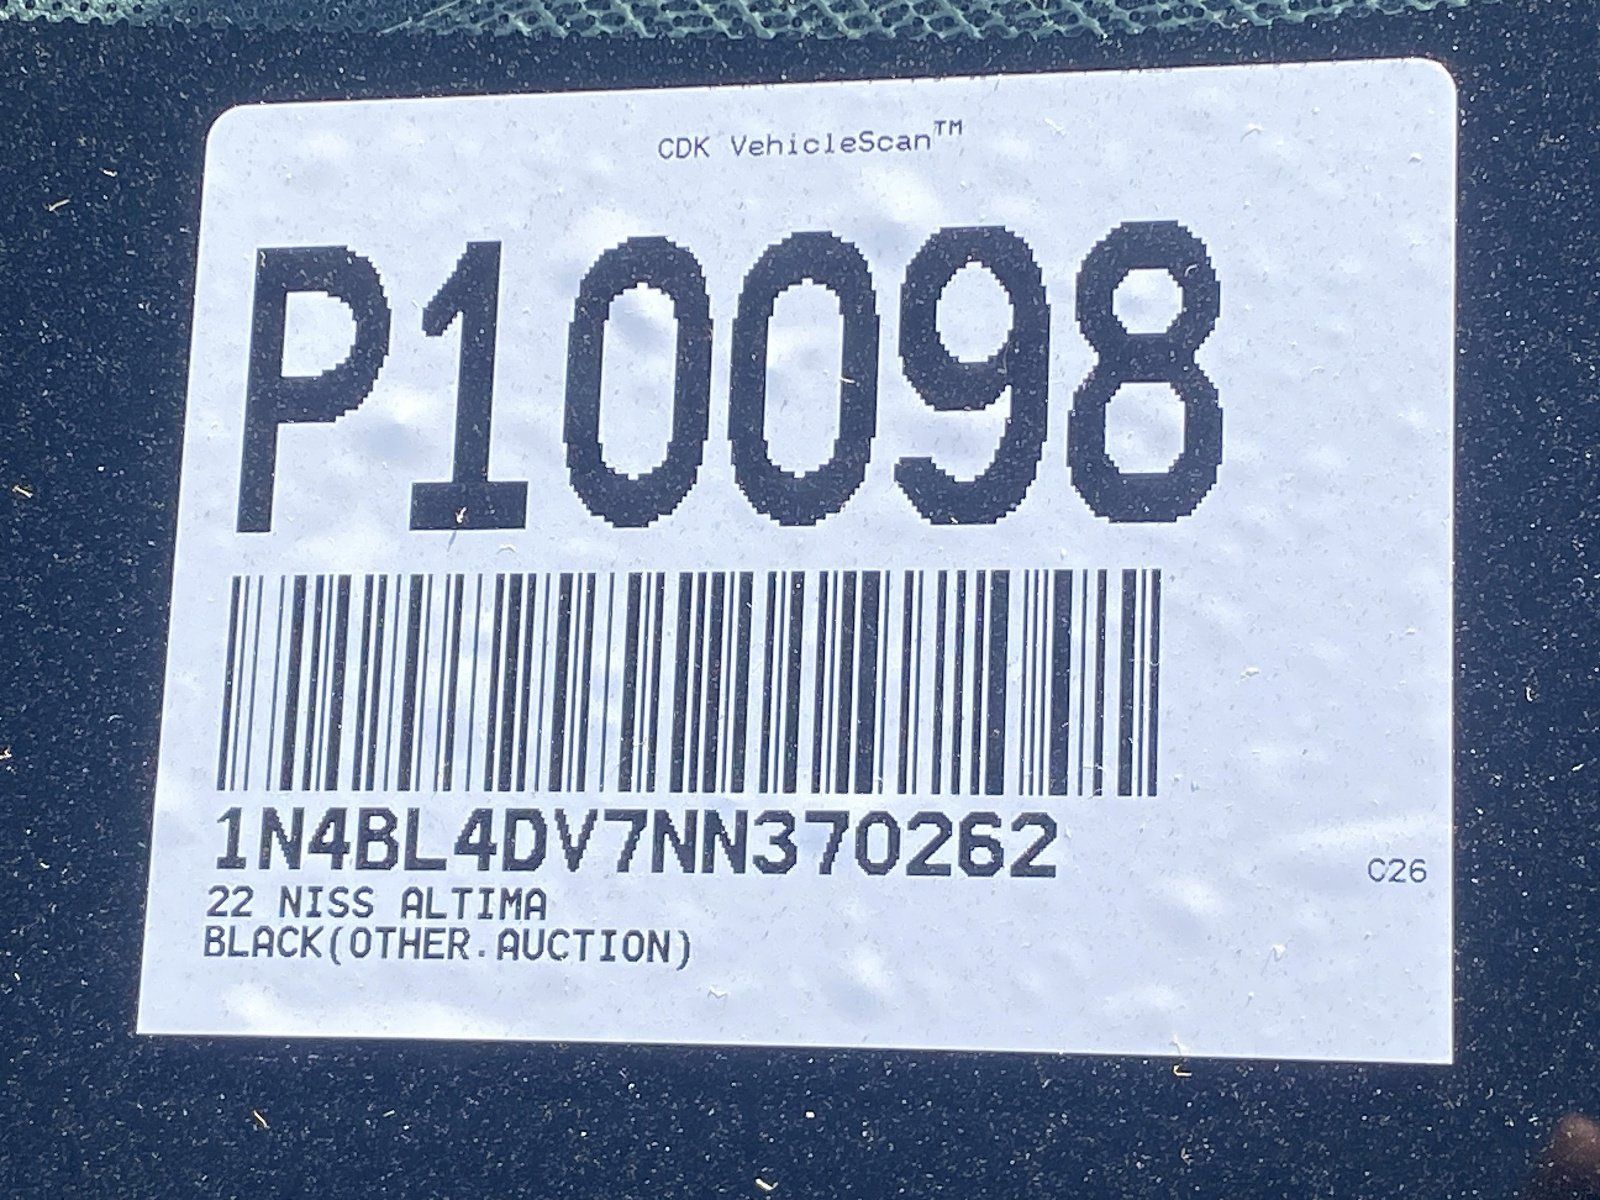 CDK VehicleScan™
P10098
1N4BL4DV7NN370262
22 NISS ALTIMA
C26
BLACK(OTHER.AUCTION)